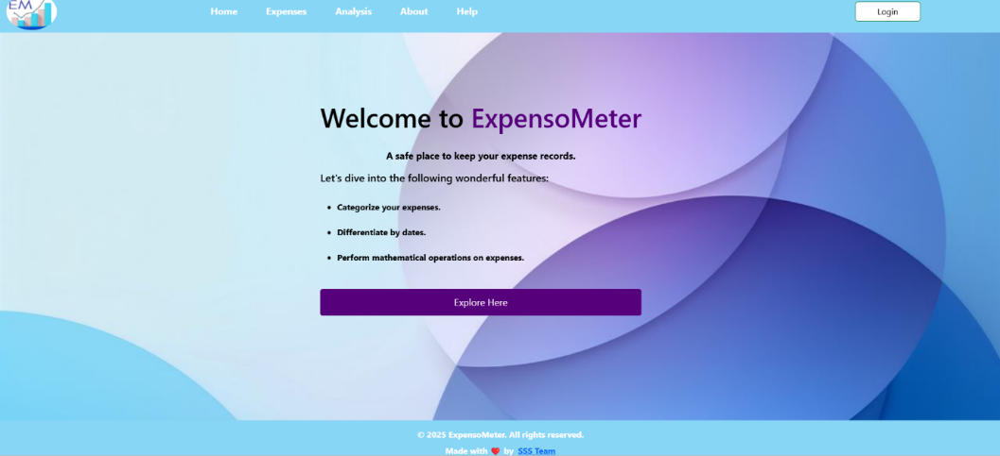 EM
Home Expenses Analysis About Help Login
Welcome to ExpensoMeter
A safe place to keep your expense records.
Let's dive into the following wonderful features:
• Categorize your expenses.
• Differentiate by dates.
• Perform mathematical operations on expenses.
Explore Here
© 2025 ExpensoMeter. All rights reserved.
Made with ❤ by SSS Team